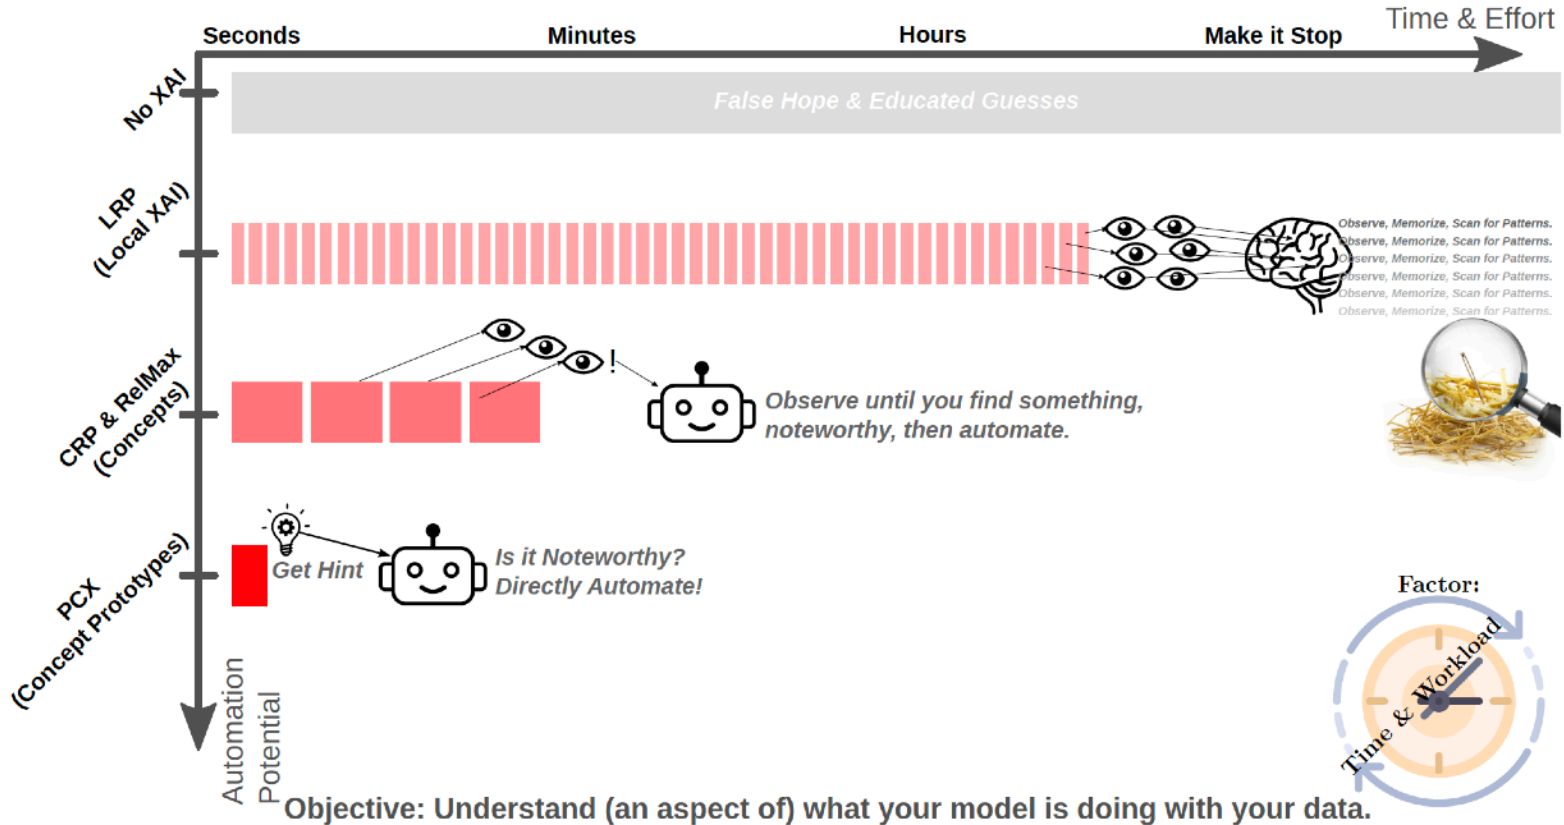 Time & Effort
Seconds
Minutes
Hours
Make it Stop
No XAI
False Hope & Educated Guesses
LRP
(Local XAI)
Observe, Memorize, Scan for Patterns.
Observe, Memorize, Scan for Patterns.
Observe, Memorize, Scan for Patterns.
Observe, Memorize, Scan for Patterns.
Observe, Memorize, Scan for Patterns.
Observe, Memorize, Scan for Patterns.
CRP & RelMax
(Concepts)
!
Observe until you find something,
noteworthy, then automate.
PCX
(Concept Prototypes)
Get Hint
Is it Noteworthy?
Directly Automate!
Factor:
Time & Workload
Automation
Potential
Objective: Understand (an aspect of) what your model is doing with your data.